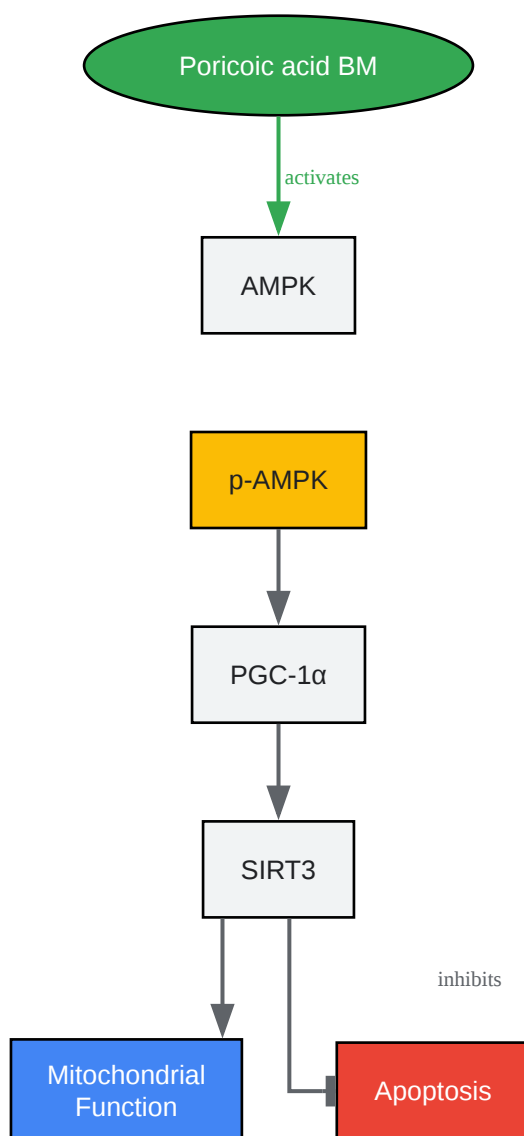 Poricoic acid BM
activates
AMPK
p-AMPK
PGC-1α
SIRT3
inhibits
Mitochondrial
Function
Apoptosis